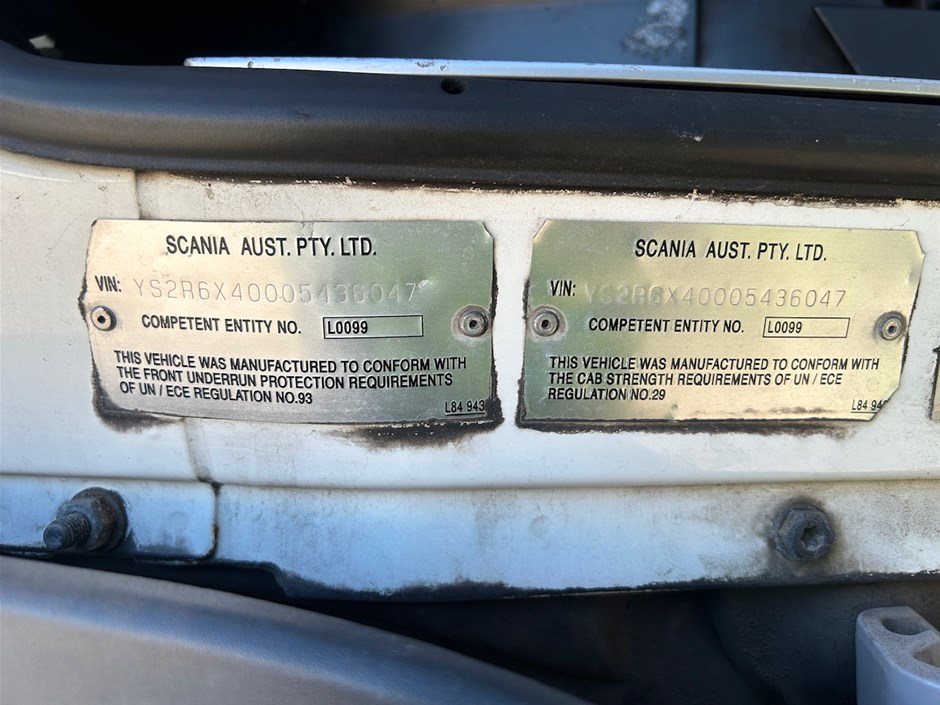 SCANIA AUST. PTY. LTD.
VIN: YS2R6X40005436047
COMPETENT ENTITY NO. L0099
THIS VEHICLE WAS MANUFACTURED TO CONFORM WITH
THE FRONT UNDERRUN PROTECTION REQUIREMENTS
OF UN / ECE REGULATION NO.93
L84 943
SCANIA AUST. PTY. LTD.
VIN: YS2R6X40005436047
COMPETENT ENTITY NO. L0099
THIS VEHICLE WAS MANUFACTURED TO CONFORM WITH
THE CAB STRENGTH REQUIREMENTS OF UN / ECE
REGULATION NO.29
L84